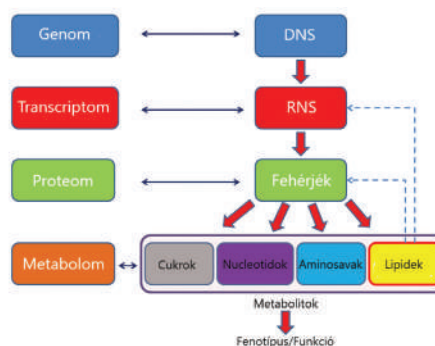 Genom
DNS
Transcriptom
RNS
Proteom
Fehérjék
Metabolom
Cukrok
Nucleotidok
Aminosavak
Lipidek
Metabolitok
Fenotípus/Funkció